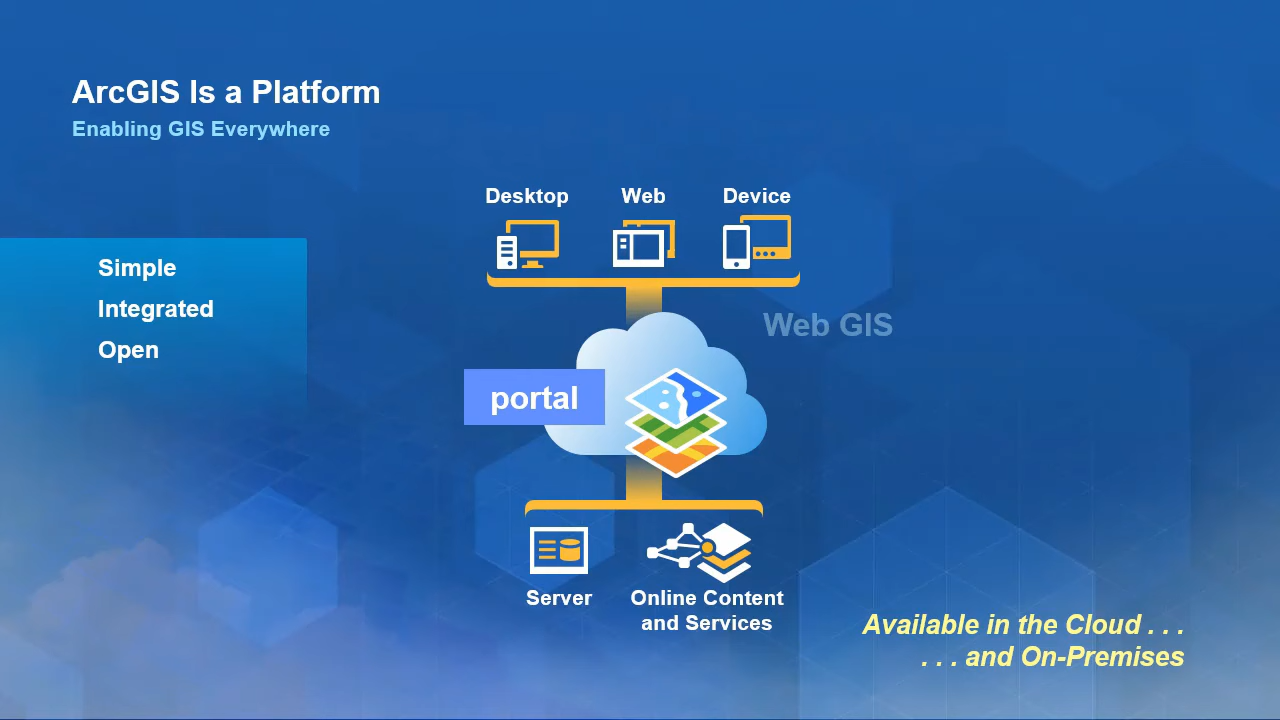 ArcGIS Is a Platform
Enabling GIS Everywhere
Desktop
Web
Device
Simple
Integrated
Open
Web GIS
portal
Server
Online Content
and Services
Available in the Cloud . . .
. . . and On-Premises